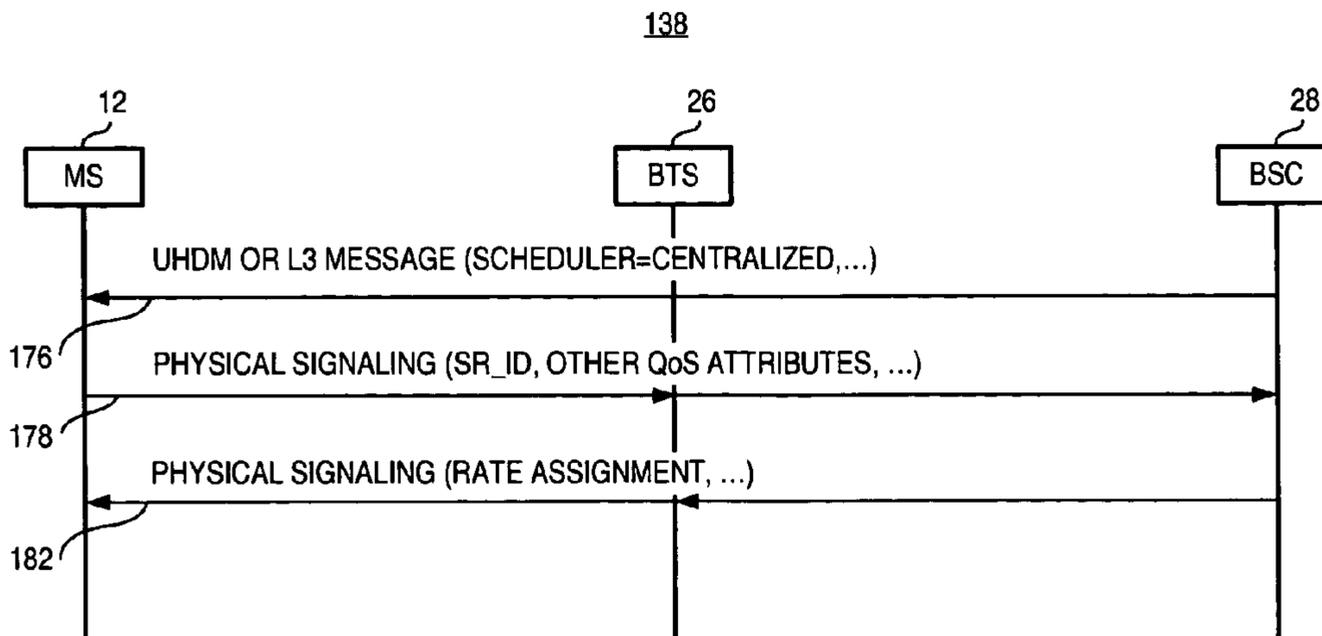 138
12
26
28
MS
BTS
BSC
UHDM OR L3 MESSAGE (SCHEDULER=CENTRALIZED,...)
176
PHYSICAL SIGNALING (SR_ID, OTHER QoS ATTRIBUTES, ...)
178
PHYSICAL SIGNALING (RATE ASSIGNMENT, ...)
182